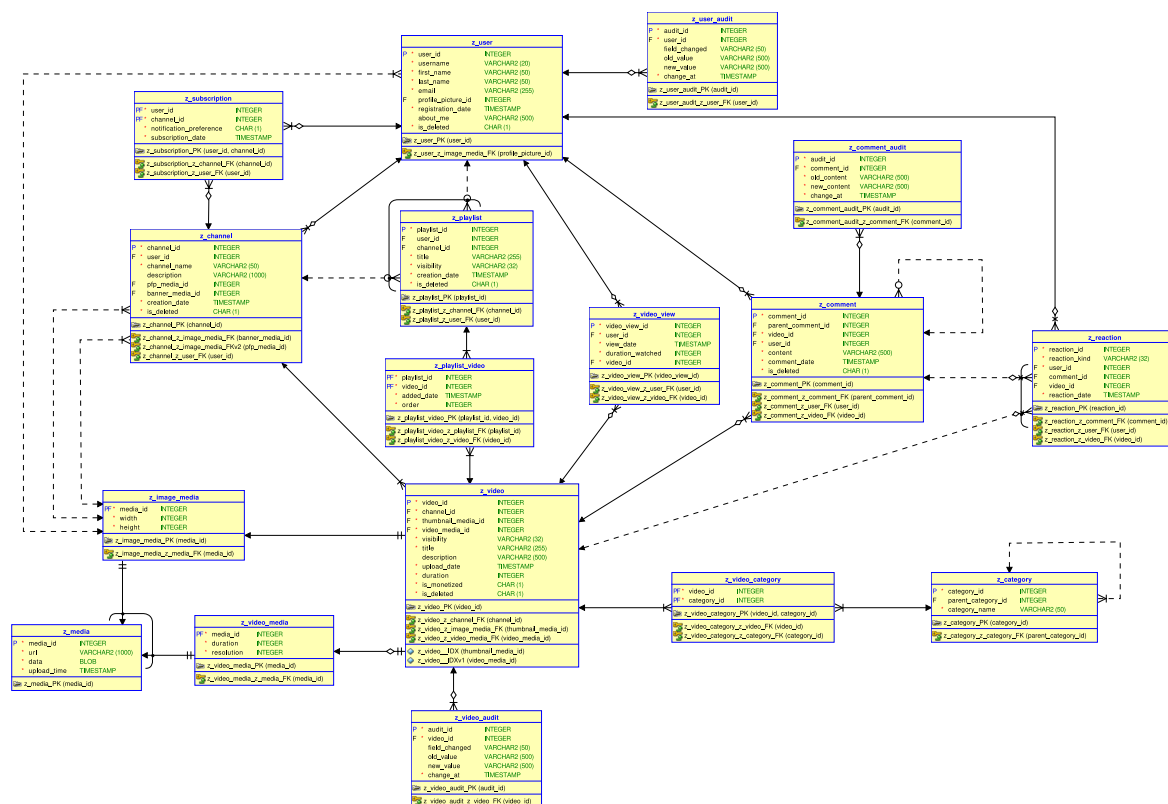 z_user_audit
P * audit_id INTEGER
F * user_id INTEGER
field_changed VARCHAR2 (50)
old_value VARCHAR2 (500)
new_value VARCHAR2 (500)
* change_at TIMESTAMP
z_user_audit_PK (audit_id)
z_user_audit_z_user_FK (user_id)
z_user
P * user_id INTEGER
* username VARCHAR2 (20)
* first_name VARCHAR2 (50)
* last_name VARCHAR2 (50)
* email VARCHAR2 (255)
F profile_picture_id INTEGER
* registration_date TIMESTAMP
about_me VARCHAR2 (500)
* is_deleted CHAR (1)
z_user_PK (user_id)
z_user_z_image_media_FK (profile_picture_id)
z_subscription
PF * user_id INTEGER
PF * channel_id INTEGER
* notification_preference CHAR (1)
* subscription_date TIMESTAMP
z_subscription_PK (user_id, channel_id)
z_subscription_z_channel_FK (channel_id)
z_subscription_z_user_FK (user_id)
z_comment_audit
P * audit_id INTEGER
F * comment_id INTEGER
* old_content VARCHAR2 (500)
* new_content VARCHAR2 (500)
* change_at TIMESTAMP
z_comment_audit_PK (audit_id)
z_comment_audit_z_comment_FK (comment_id)
z_channel
P * channel_id INTEGER
F * user_id INTEGER
* channel_name VARCHAR2 (50)
description VARCHAR2 (1000)
F pfp_media_id INTEGER
F banner_media_id INTEGER
* creation_date TIMESTAMP
* is_deleted CHAR (1)
z_channel_PK (channel_id)
z_channel_z_image_media_FK (banner_media_id)
z_channel_z_image_media_FKv2 (pfp_media_id)
z_channel_z_user_FK (user_id)
z_playlist
P * playlist_id INTEGER
F user_id INTEGER
F channel_id INTEGER
* title VARCHAR2 (255)
* visibility VARCHAR2 (32)
* creation_date TIMESTAMP
* is_deleted CHAR (1)
z_playlist_PK (playlist_id)
z_playlist_z_channel_FK (channel_id)
z_playlist_z_user_FK (user_id)
z_video_view
P * video_view_id INTEGER
F * user_id INTEGER
* view_date TIMESTAMP
* duration_watched INTEGER
F * video_id INTEGER
z_video_view_PK (video_view_id)
z_video_view_z_user_FK (user_id)
z_video_view_z_video_FK (video_id)
z_comment
P * comment_id INTEGER
F parent_comment_id INTEGER
F * video_id INTEGER
F * user_id INTEGER
* content VARCHAR2 (500)
* comment_date TIMESTAMP
* is_deleted CHAR (1)
z_comment_PK (comment_id)
z_comment_z_comment_FK (parent_comment_id)
z_comment_z_user_FK (user_id)
z_comment_z_video_FK (video_id)
z_reaction
P * reaction_id INTEGER
* reaction_kind VARCHAR2 (32)
F * user_id INTEGER
F comment_id INTEGER
F video_id INTEGER
* reaction_date TIMESTAMP
z_reaction_PK (reaction_id)
z_reaction_z_comment_FK (comment_id)
z_reaction_z_user_FK (user_id)
z_reaction_z_video_FK (video_id)
z_playlist_video
PF * playlist_id INTEGER
PF * video_id INTEGER
* added_date TIMESTAMP
* order INTEGER
z_playlist_video_PK (playlist_id, video_id)
z_playlist_video_z_playlist_FK (playlist_id)
z_playlist_video_z_video_FK (video_id)
z_image_media
PF * media_id INTEGER
* width INTEGER
* height INTEGER
z_image_media_PK (media_id)
z_image_media_z_media_FK (media_id)
z_video
P * video_id INTEGER
F * channel_id INTEGER
F * thumbnail_media_id INTEGER
F * video_media_id INTEGER
* visibility VARCHAR2 (32)
* title VARCHAR2 (255)
description VARCHAR2 (500)
* upload_date TIMESTAMP
* duration INTEGER
* is_monetized CHAR (1)
* is_deleted CHAR (1)
z_video_PK (video_id)
z_video_z_channel_FK (channel_id)
z_video_z_image_media_FK (thumbnail_media_id)
z_video_z_video_media_FK (video_media_id)
z_video__IDX (thumbnail_media_id)
z_video__IDXv1 (video_media_id)
z_video_category
PF * video_id INTEGER
PF * category_id INTEGER
z_video_category_PK (video_id, category_id)
z_video_category_z_video_FK (video_id)
z_video_category_z_category_FK (category_id)
z_category
P * category_id INTEGER
F parent_category_id INTEGER
* category_name VARCHAR2 (50)
z_category_PK (category_id)
z_category_z_category_FK (parent_category_id)
z_media
P * media_id INTEGER
* url VARCHAR2 (1000)
* data BLOB
* upload_time TIMESTAMP
z_media_PK (media_id)
z_video_media
PF * media_id INTEGER
* duration INTEGER
* resolution INTEGER
z_video_media_PK (media_id)
z_video_media_z_media_FK (media_id)
z_video_audit
P * audit_id INTEGER
F * video_id INTEGER
field_changed VARCHAR2 (50)
old_value VARCHAR2 (500)
new_value VARCHAR2 (500)
* change_at TIMESTAMP
z_video_audit_PK (audit_id)
z_video_audit_z_video_FK (video_id)